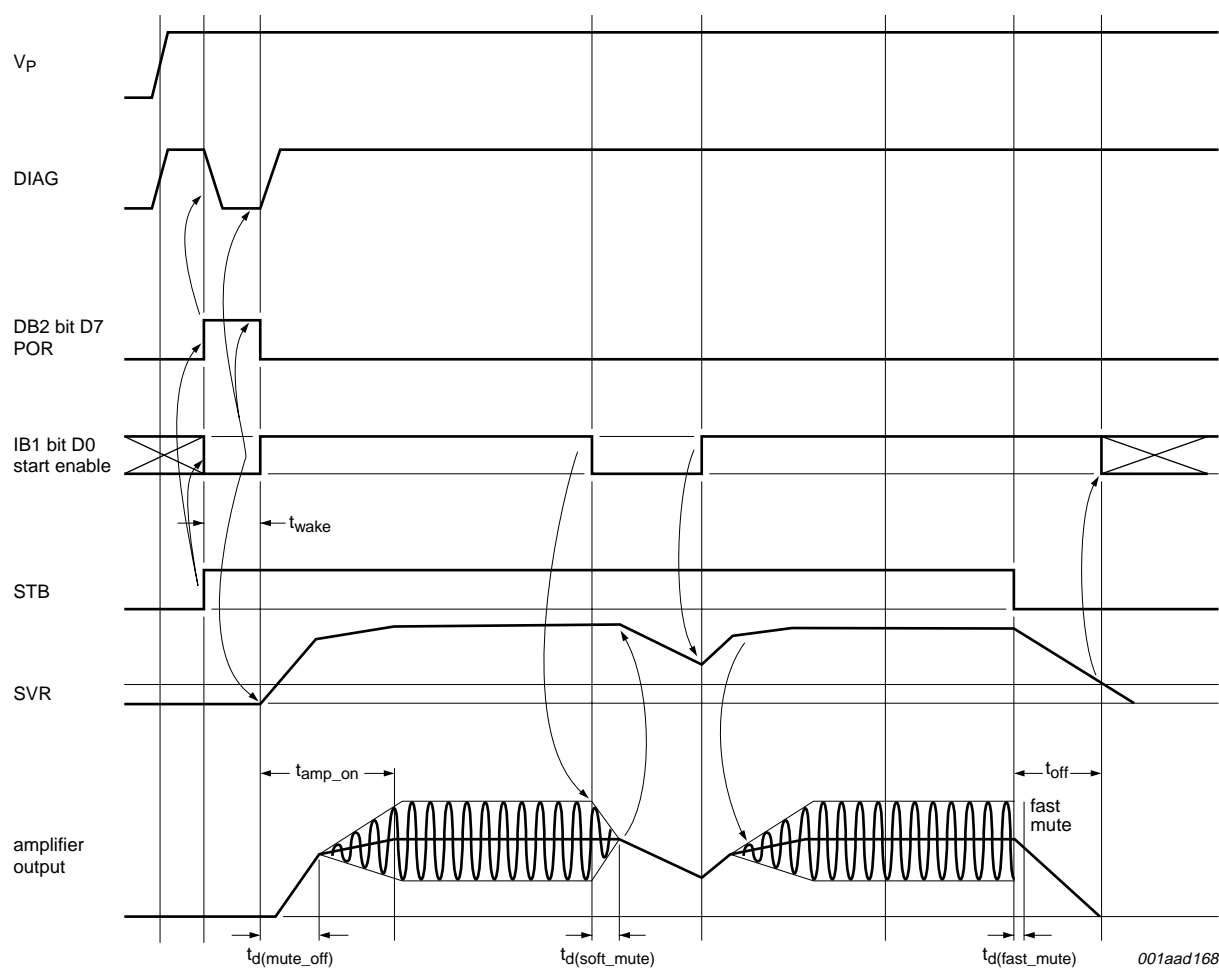 VP
DIAG
DB2 bit D7
POR
IB1 bit D0
start enable
twake
STB
SVR
tamp_on
toff
fast
mute
amplifier
output
td(mute_off)
td(soft_mute)
td(fast_mute)
001aad168